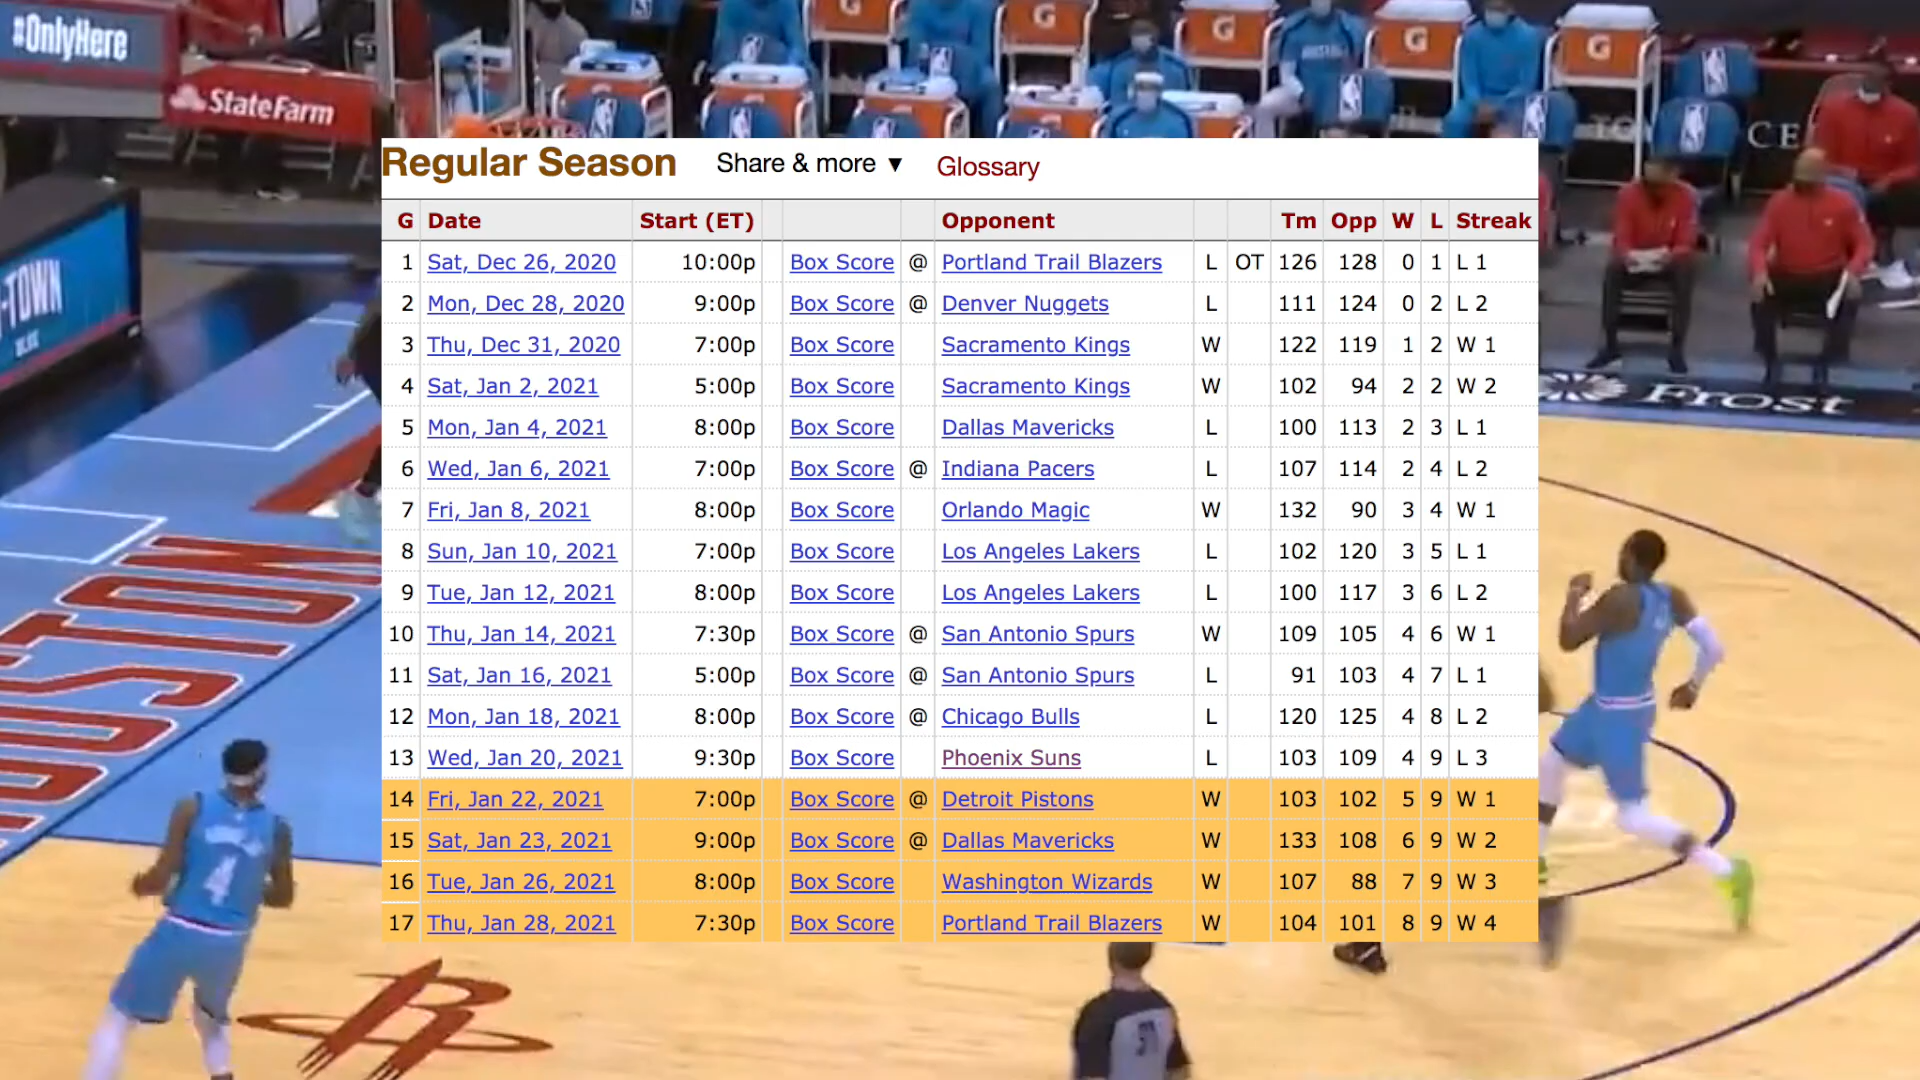 #OnlyHere
StateFarm
-TOWN
G G G G G
CE
Frost
Regular Season Share & more ▼ Glossary
G Date Start (ET) Opponent Tm Opp W L Streak
1 Sat, Dec 26, 2020 10:00p Box Score @ Portland Trail Blazers L OT 126 128 0 1 L 1
2 Mon, Dec 28, 2020 9:00p Box Score @ Denver Nuggets L 111 124 0 2 L 2
3 Thu, Dec 31, 2020 7:00p Box Score Sacramento Kings W 122 119 1 2 W 1
4 Sat, Jan 2, 2021 5:00p Box Score Sacramento Kings W 102 94 2 2 W 2
5 Mon, Jan 4, 2021 8:00p Box Score Dallas Mavericks L 100 113 2 3 L 1
6 Wed, Jan 6, 2021 7:00p Box Score @ Indiana Pacers L 107 114 2 4 L 2
7 Fri, Jan 8, 2021 8:00p Box Score Orlando Magic W 132 90 3 4 W 1
8 Sun, Jan 10, 2021 7:00p Box Score Los Angeles Lakers L 102 120 3 5 L 1
9 Tue, Jan 12, 2021 8:00p Box Score Los Angeles Lakers L 100 117 3 6 L 2
10 Thu, Jan 14, 2021 7:30p Box Score @ San Antonio Spurs W 109 105 4 6 W 1
11 Sat, Jan 16, 2021 5:00p Box Score @ San Antonio Spurs L 91 103 4 7 L 1
12 Mon, Jan 18, 2021 8:00p Box Score @ Chicago Bulls L 120 125 4 8 L 2
13 Wed, Jan 20, 2021 9:30p Box Score Phoenix Suns L 103 109 4 9 L 3
14 Fri, Jan 22, 2021 7:00p Box Score @ Detroit Pistons W 103 102 5 9 W 1
15 Sat, Jan 23, 2021 9:00p Box Score @ Dallas Mavericks W 133 108 6 9 W 2
16 Tue, Jan 26, 2021 8:00p Box Score Washington Wizards W 107 88 7 9 W 3
17 Thu, Jan 28, 2021 7:30p Box Score Portland Trail Blazers W 104 101 8 9 W 4
OUSTON
4
R